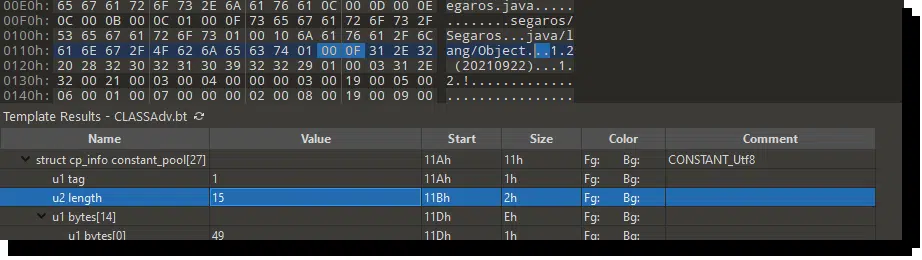 00E0h: 65 67 61 72 6F 73 2E 6A 61 76 61 0C 00 0D 00 0E egaros.java.....
00F0h: 0C 00 0B 00 0C 01 00 0F 73 65 67 61 72 6F 73 2F ........segaros/
0100h: 53 65 67 61 72 6F 73 01 00 10 6A 61 76 61 2F 6C Segaros...java/l
0110h: 61 6E 67 2F 4F 62 6A 65 63 74 01 00 0F 31 2E 32 ang/Object...1.2
0120h: 20 28 32 30 32 31 30 39 32 32 29 01 00 03 31 2E  (20210922)...1.
0130h: 32 00 21 00 03 00 04 00 00 00 03 00 19 00 05 00 2.!.............
0140h: 06 00 01 00 07 00 00 00 02 00 08 00 19 00 09 00 ................
Template Results - CLASSAdv.bt
Name Value Start Size Color Comment
struct cp_info constant_pool[27] 11Ah 11h Fg: Bg: CONSTANT_Utf8
u1 tag 1 11Ah 1h Fg: Bg:
u2 length 15 11Bh 2h Fg: Bg:
u1 bytes[14] 11Dh Eh Fg: Bg:
u1 bytes[0] 49 11Dh 1h Fg: Bg: